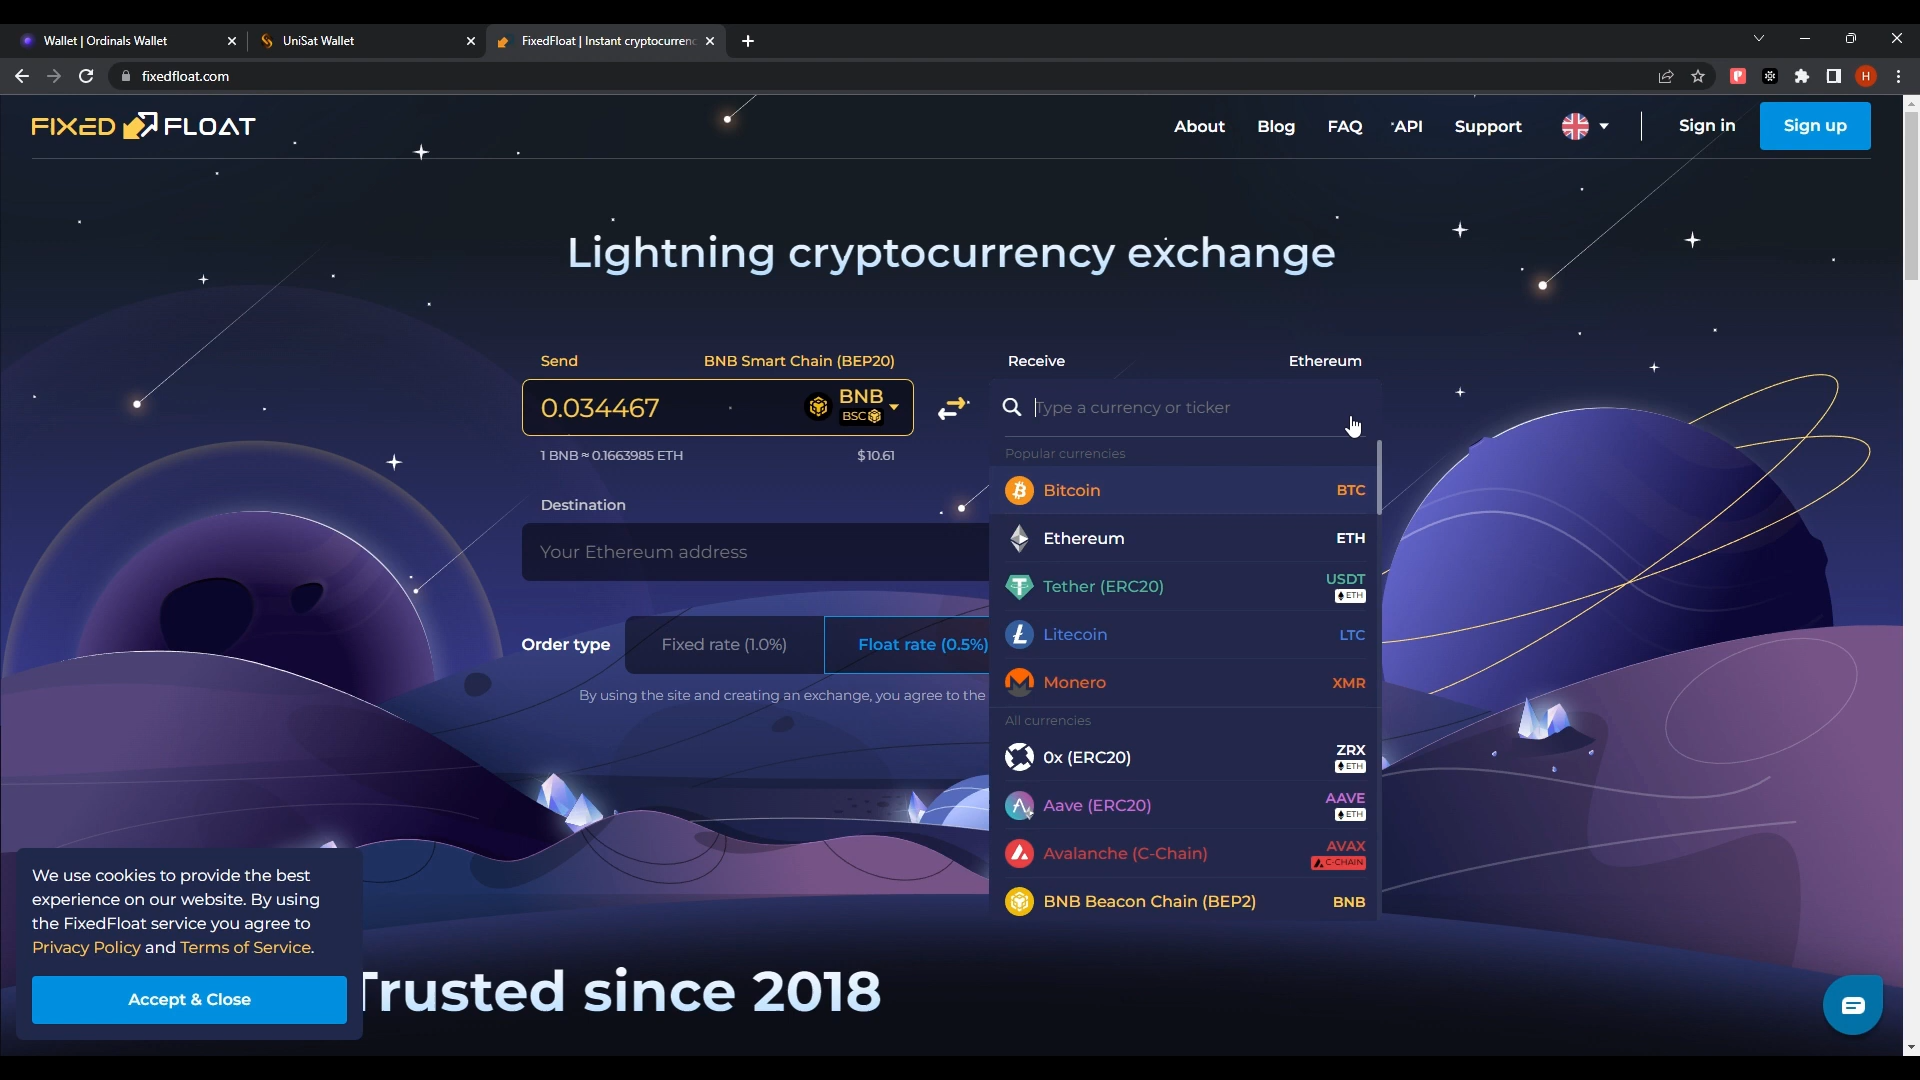 Wallet | Ordinals Wallet
UniSat Wallet
FixedFloat | Instant cryptocurren
fixedfloat.com
H
FIXED FLOAT
About
Blog
FAQ
API
Support
Sign in
Sign up
Lightning cryptocurrency exchange
Send
BNB Smart Chain (BEP20)
0.034467
BNB
BSC
1 BNB ≈ 0.1663985 ETH
$10.61
Receive
Ethereum
Type a currency or ticker
Popular currencies
Bitcoin BTC
Ethereum ETH
Tether (ERC20) USDT
ETH
Litecoin LTC
Monero XMR
All currencies
0x (ERC20) ZRX
ETH
Aave (ERC20) AAVE
ETH
Avalanche (C-Chain) AVAX
C-CHAIN
BNB Beacon Chain (BEP2) BNB
Destination
Your Ethereum address
Order type
Fixed rate (1.0%)
Float rate (0.5%)
By using the site and creating an exchange, you agree to the
We use cookies to provide the best
experience on our website. By using
the FixedFloat service you agree to
Privacy Policy and Terms of Service.
Accept & Close
Trusted since 2018